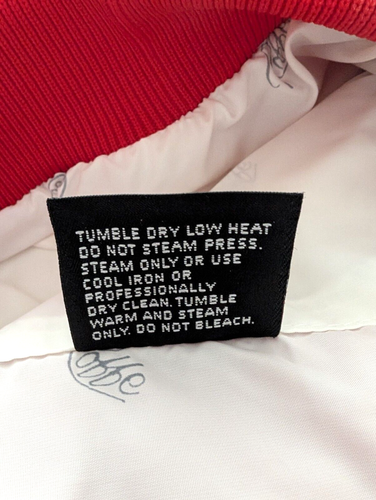 TUMBLE DRY LOW HEAT
DO NOT STEAM PRESS.
STEAM ONLY OR USE
COOL IRON OR
PROFESSIONALLY
DRY CLEAN. TUMBLE
WARM AND STEAM
ONLY. DO NOT BLEACH.